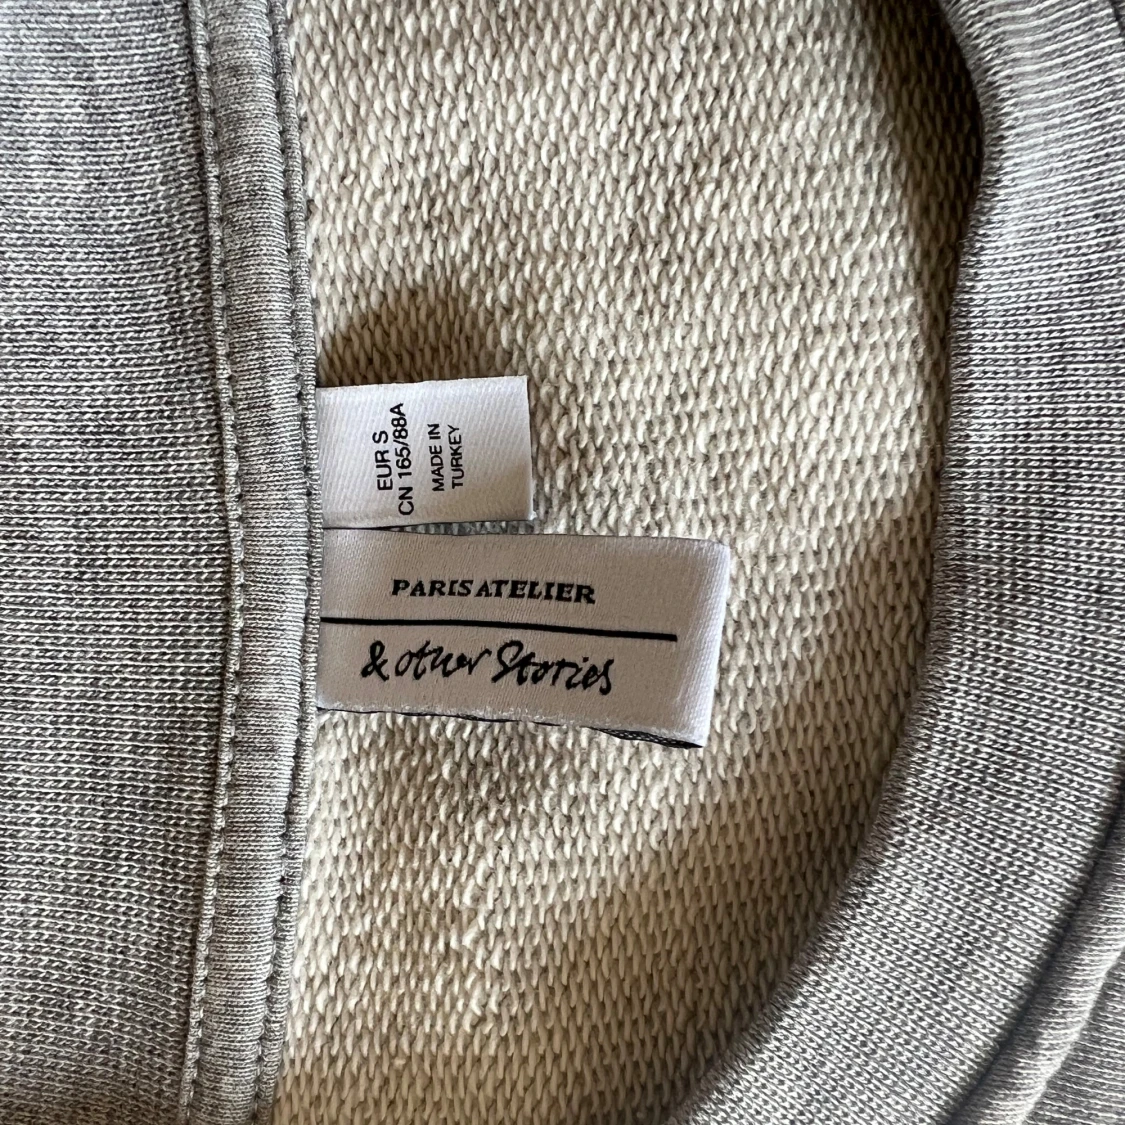 EUR S
CN 165/88A
MADE IN
TURKEY
PARIS ATELIER
& other Stories